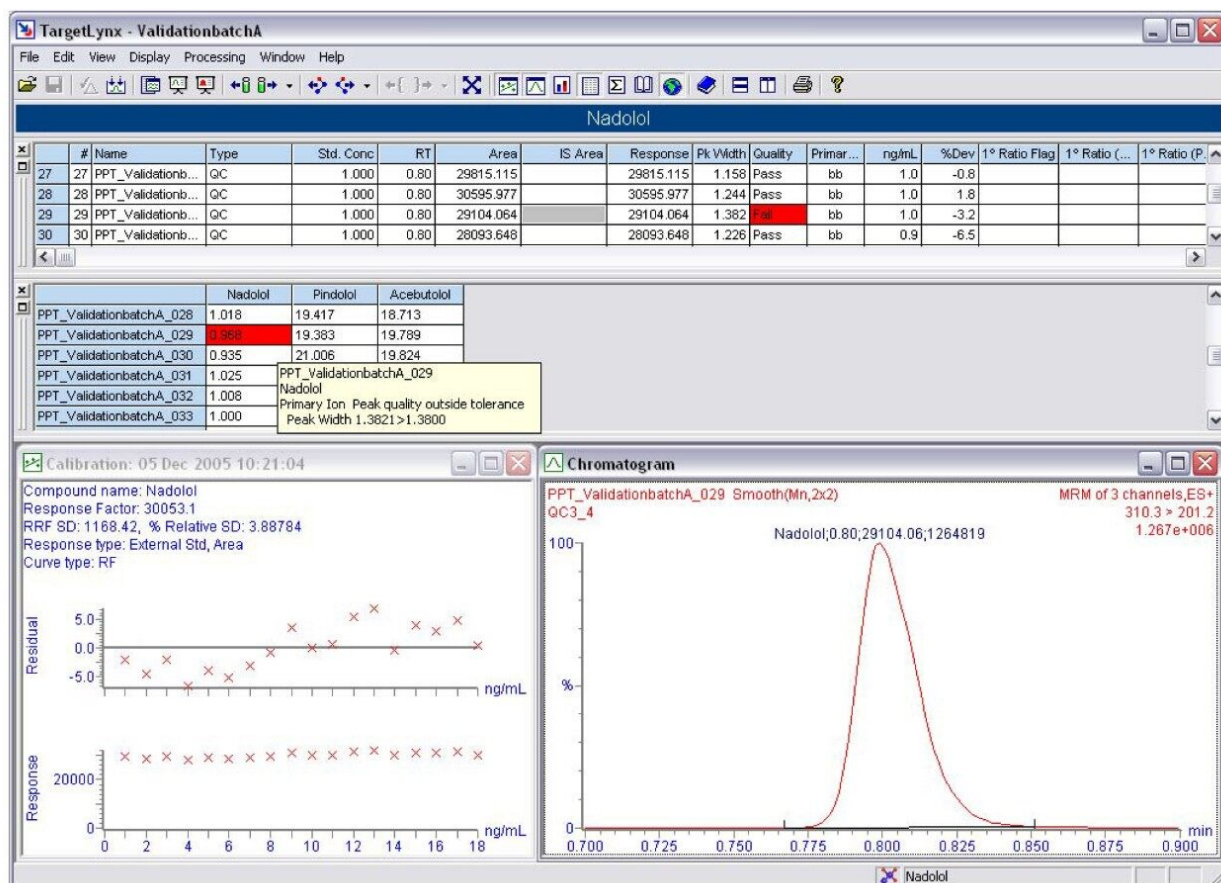 TargetLynx - ValidationbatchA
File Edit View Display Processing Window Help
Nadolol
# Name Type Std. Conc RT Area IS Area Response Pk Width Quality Primar... ng/mL %Dev 1° Ratio Flag 1° Ratio (... 1° Ratio (P.
27 27 PPT_Validationb... QC 1.000 0.80 29815.115 29815.115 1.158 Pass bb 1.0 -0.8
28 28 PPT_Validationb... QC 1.000 0.80 30595.977 30595.977 1.244 Pass bb 1.0 1.8
29 29 PPT_Validationb... QC 1.000 0.80 29104.064 29104.064 1.382 Fail bb 1.0 -3.2
30 30 PPT_Validationb... QC 1.000 0.80 28093.648 28093.648 1.226 Pass bb 0.9 -6.5
Nadolol Pindolol Acebutolol
PPT_ValidationbatchA_028 1.018 19.417 18.713
PPT_ValidationbatchA_029 0.968 19.383 19.789
PPT_ValidationbatchA_030 0.935 21.006 19.824
PPT_ValidationbatchA_031 1.025
PPT_ValidationbatchA_032 1.008
PPT_ValidationbatchA_033 1.000
PPT_ValidationbatchA_029
Nadolol
Primary Ion Peak quality outside tolerance
Peak Width 1.3821>1.3800
Calibration: 05 Dec 2005 10:21:04
Compound name: Nadolol
Response Factor: 30053.1
RRF SD: 1168.42, % Relative SD: 3.88784
Response type: External Std, Area
Curve type: RF
Residual
5.0
0.0
-5.0
ng/mL
Response
20000
0
ng/mL
0 2 4 6 8 10 12 14 16 18
Chromatogram
PPT_ValidationbatchA_029 Smooth(Mn,2x2)
QC3_4
MRM of 3 channels,ES+
310.3 > 201.2
1.267e+006
Nadolol;0.80;29104.06;1264819
100
%
0
min
0.700 0.725 0.750 0.775 0.800 0.825 0.850 0.875 0.900
Nadolol